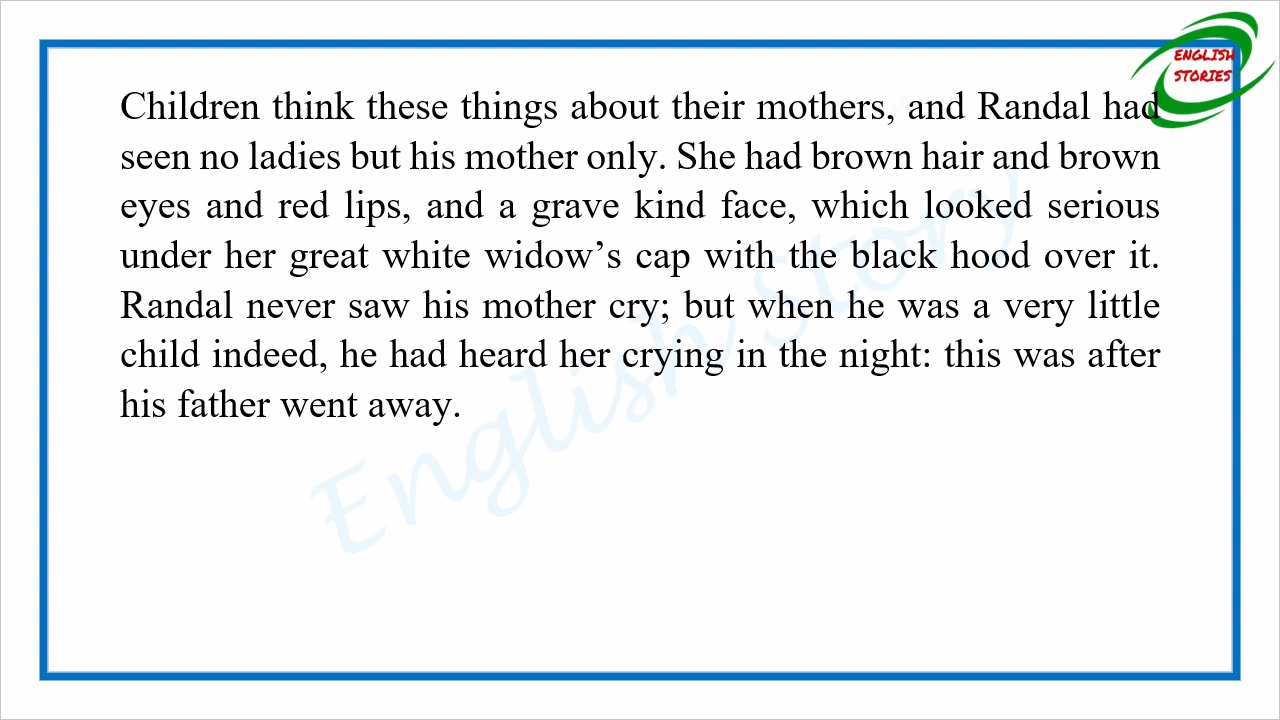 ENGLISH
STORIES
Children think these things about their mothers, and Randal had
seen no ladies but his mother only. She had brown hair and brown
eyes and red lips, and a grave kind face, which looked serious
under her great white widow’s cap with the black hood over it.
Randal never saw his mother cry; but when he was a very little
child indeed, he had heard her crying in the night: this was after
his father went away.
English Story